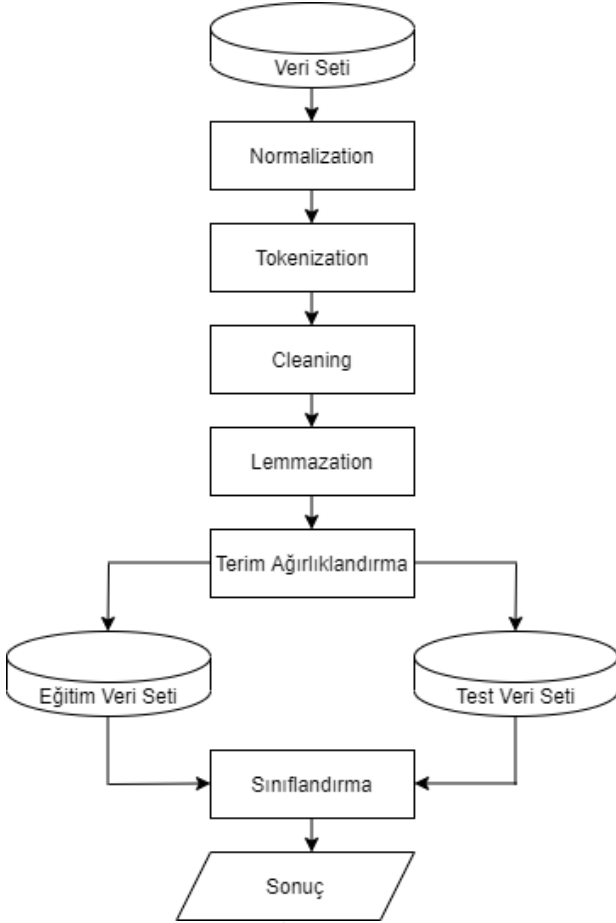 Veri Seti
Normalization
Tokenization
Cleaning
Lemmazation
Terim Ağırlıklandırma
Eğitim Veri Seti
Test Veri Seti
Sınıflandırma
Sonuç